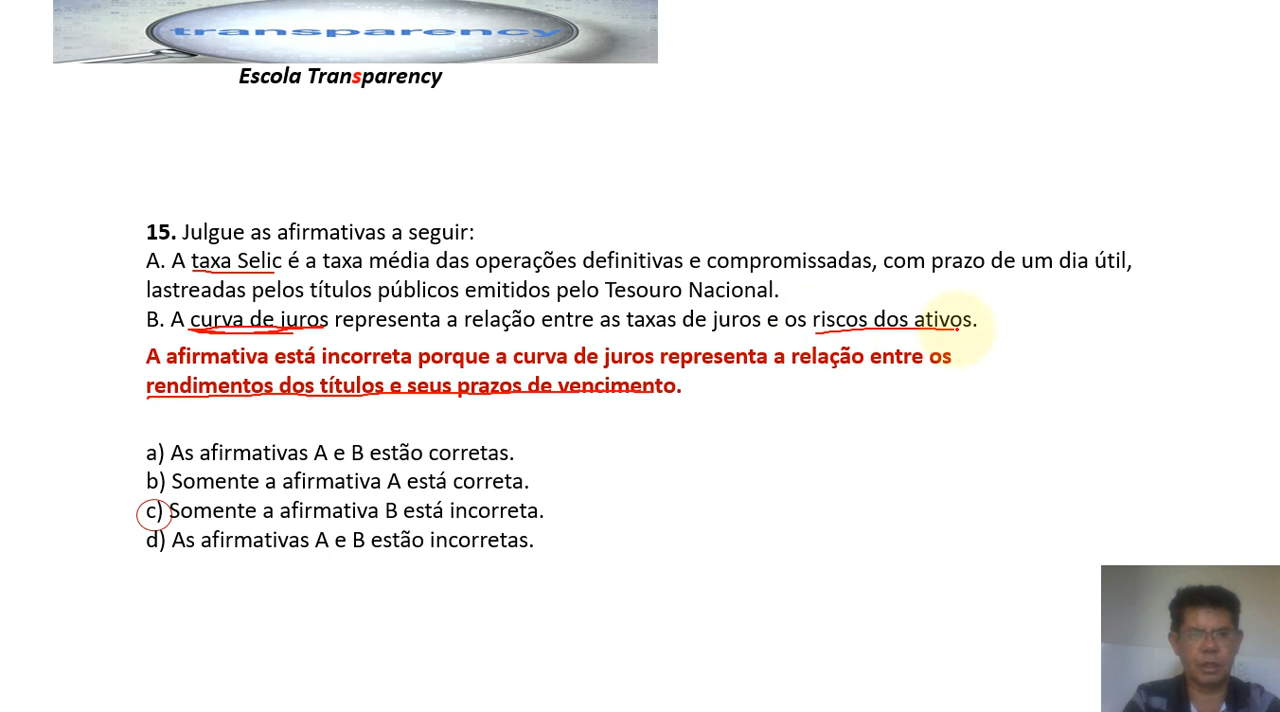 transparency
Escola Transparency
15. Julgue as afirmativas a seguir:
A. A taxa Selic é a taxa média das operações definitivas e compromissadas, com prazo de um dia útil,
lastreadas pelos títulos públicos emitidos pelo Tesouro Nacional.
B. A curva de juros representa a relação entre as taxas de juros e os riscos dos ativos.
A afirmativa está incorreta porque a curva de juros representa a relação entre os
rendimentos dos títulos e seus prazos de vencimento.
a) As afirmativas A e B estão corretas.
b) Somente a afirmativa A está correta.
c) Somente a afirmativa B está incorreta.
d) As afirmativas A e B estão incorretas.